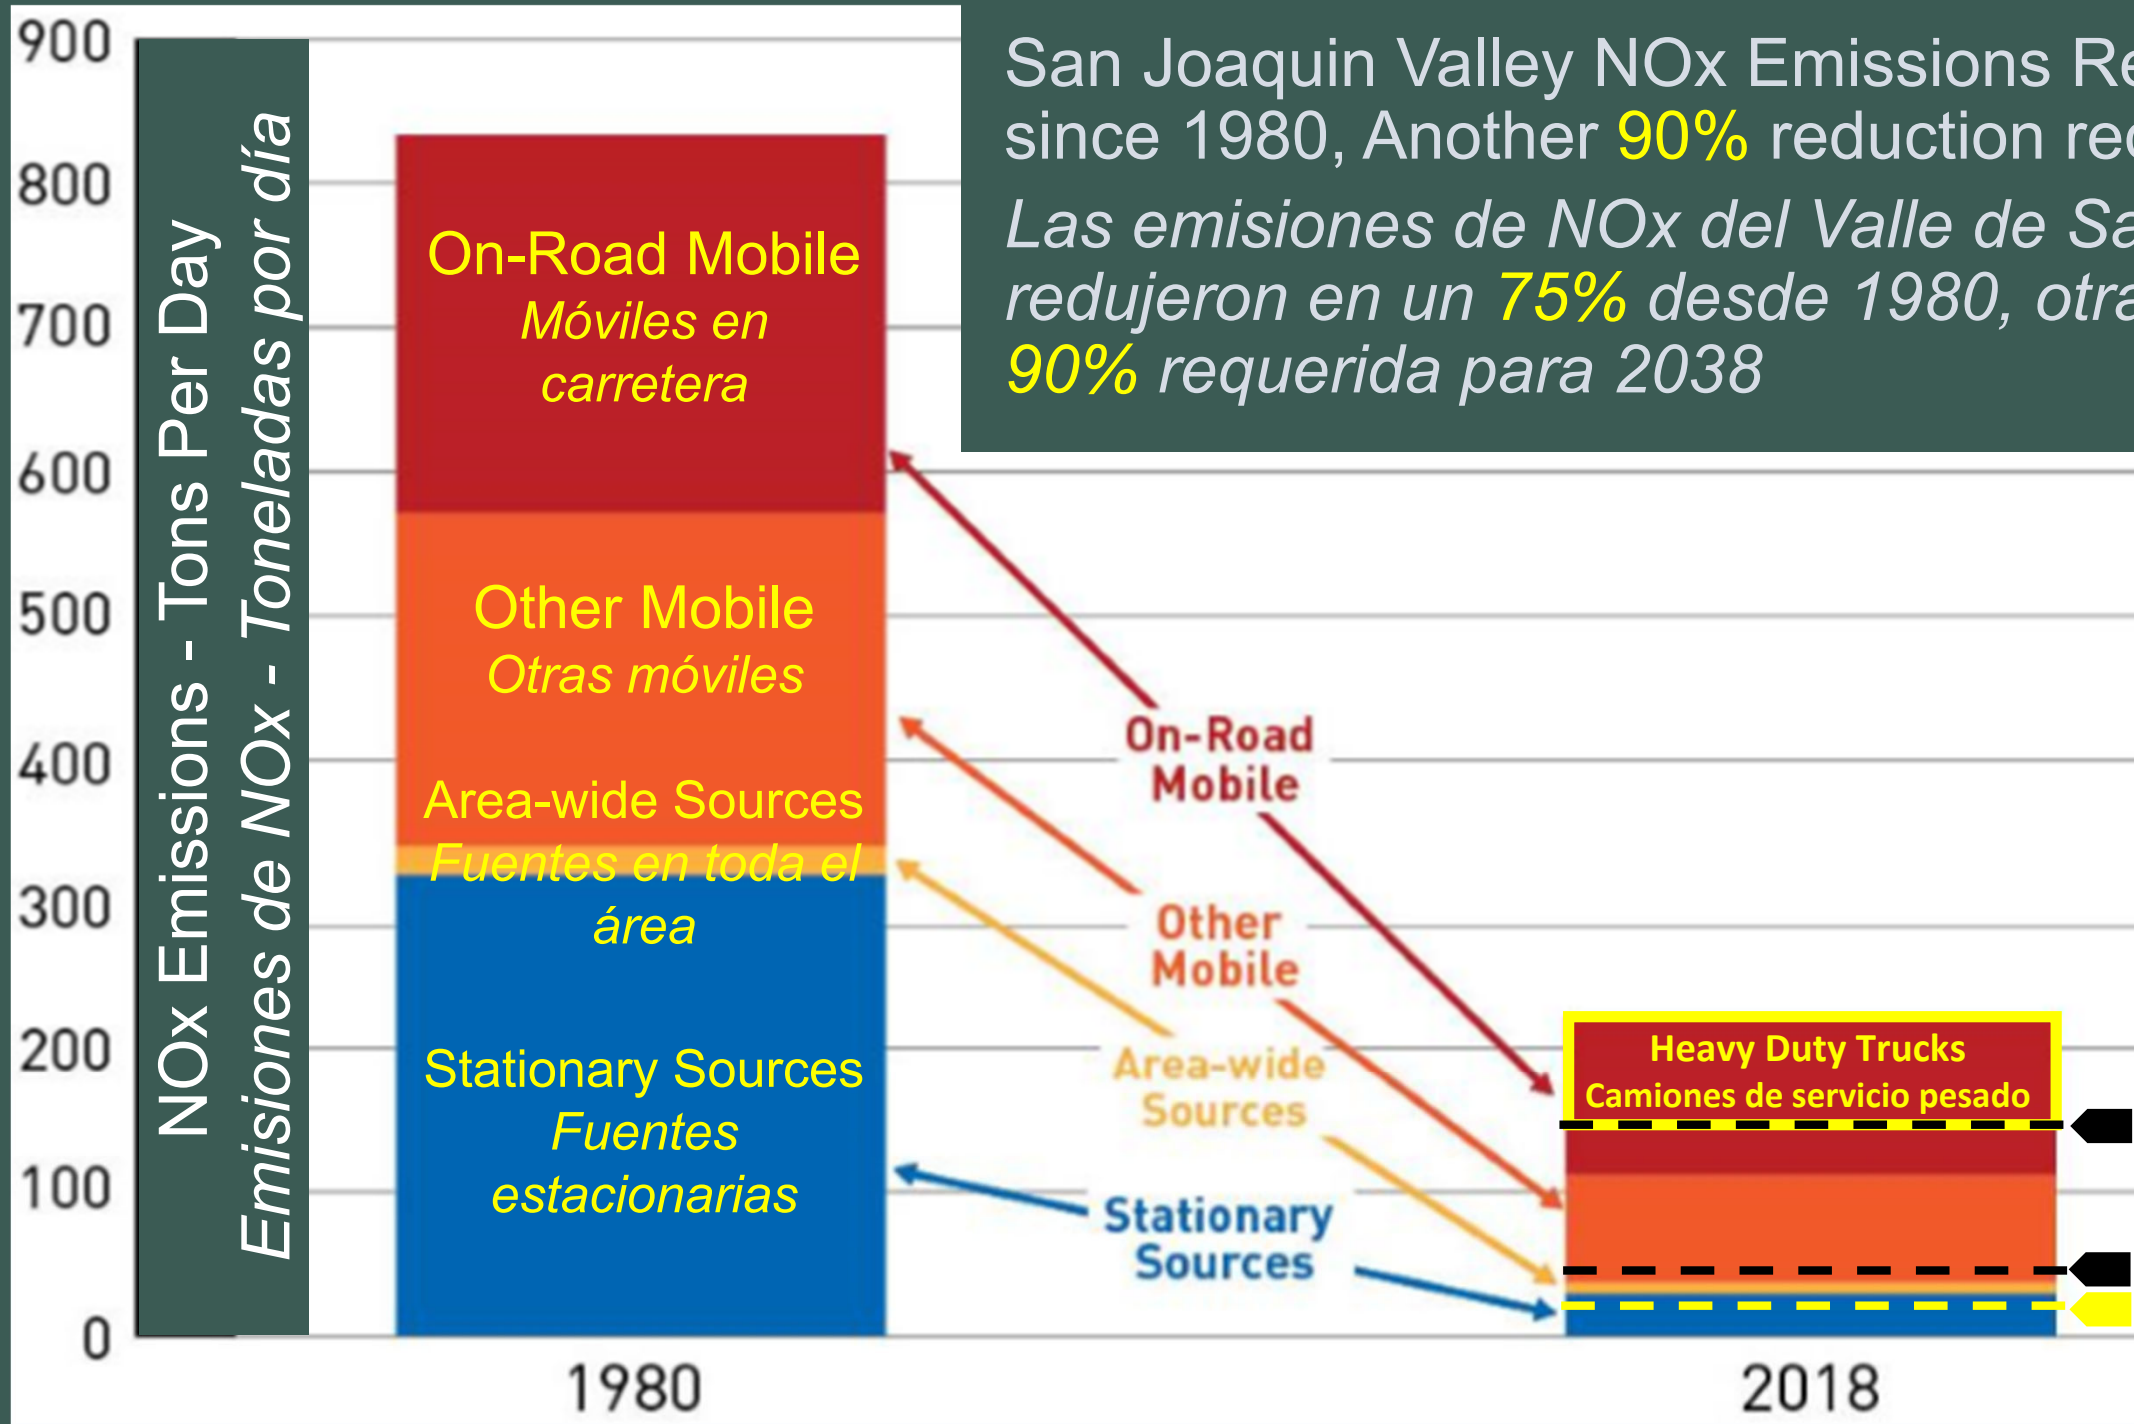 900
800
700
600
500
400
300
200
100
0
NOx Emissions - Tons Per Day
Emisiones de NOx - Toneladas por día
San Joaquin Valley NOx Emissions
since 1980, Another 90% reduction
Las emisiones de NOx del Valle de
redujeron en un 75% desde 1980,
90% requerida para 2038
On-Road Mobile
Móviles en
carretera
Other Mobile
Otras móviles
Area-wide Sources
Fuentes en toda el
área
Stationary Sources
Fuentes
estacionarias
On-Road
Mobile
Other
Mobile
Area-wide
Sources
Stationary
Sources
Heavy Duty Trucks
Camiones de servicio pesado
1980
2018